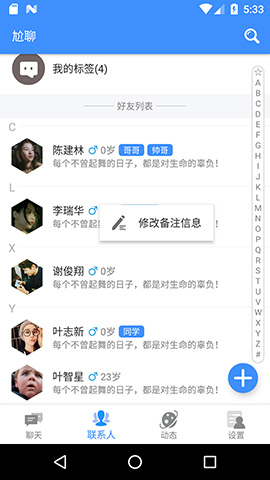 5:33
尬聊
我的标签(4)
好友列表
C
陈建林 ♂ 0岁 哥哥 帅哥
每个不曾起舞的日子，都是对生命的辜负！
L
李瑞华 ♂
每个不
修改备注信息
X
谢俊翔 ♂ 0岁
每个不曾起舞的日子，都是对生命的辜负！
Y
叶志新 ♂ 0岁 同学
每个不曾起舞的日子，都是对生命的辜负！
叶智星 ♂ 23岁
每个不曾起舞的日子，都是对生命的辜负！
☆
A
B
C
D
E
F
G
H
I
J
K
L
M
N
O
P
Q
R
S
T
U
V
W
X
Y
Z
#
聊天 联系人 动态 设置